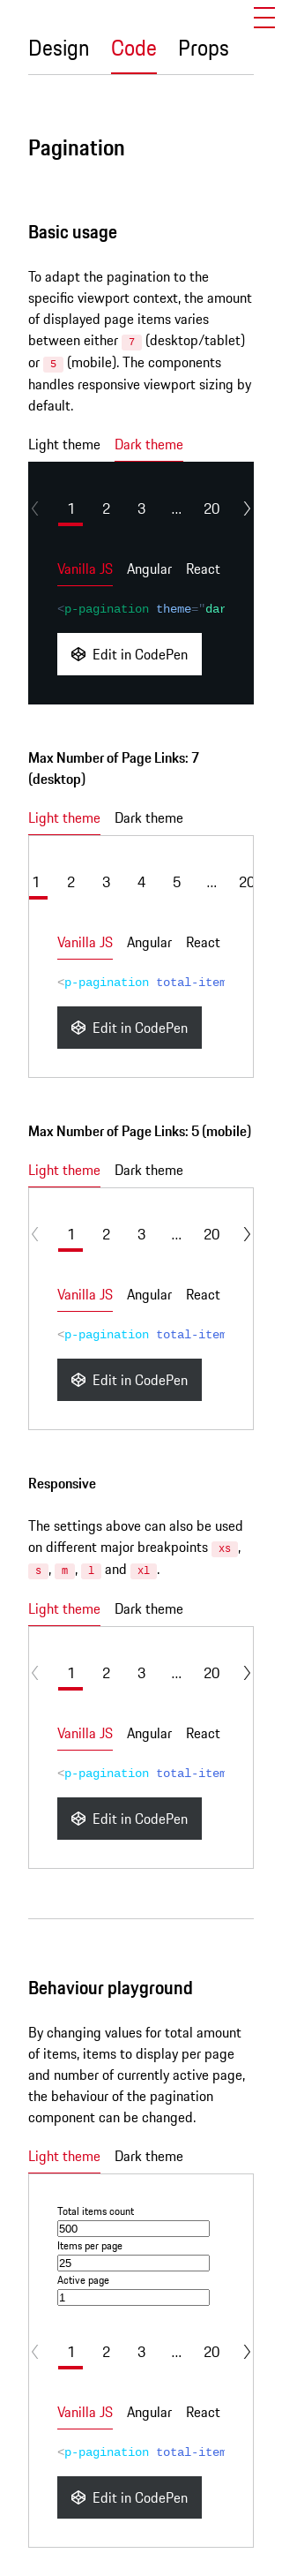 Design Code Props
Pagination
Basic usage
To adapt the pagination to the
specific viewport context, the amount
of displayed page items varies
between either 7 (desktop/tablet)
or 5 (mobile). The components
handles responsive viewport sizing by
default.
Light theme Dark theme
1 2 3 ... 20
Vanilla JS Angular React
<p-pagination theme="dar
Edit in CodePen
Max Number of Page Links: 7
(desktop)
Light theme Dark theme
1 2 3 4 5 ... 20
Vanilla JS Angular React
<p-pagination total-item
Edit in CodePen
Max Number of Page Links: 5 (mobile)
Light theme Dark theme
1 2 3 ... 20
Vanilla JS Angular React
<p-pagination total-item
Edit in CodePen
Responsive
The settings above can also be used
on different major breakpoints xs,
s, m, l and xl.
Light theme Dark theme
1 2 3 ... 20
Vanilla JS Angular React
<p-pagination total-item
Edit in CodePen
Behaviour playground
By changing values for total amount
of items, items to display per page
and number of currently active page,
the behaviour of the pagination
component can be changed.
Light theme Dark theme
Total items count
500
Items per page
25
Active page
1
1 2 3 ... 20
Vanilla JS Angular React
<p-pagination total-item
Edit in CodePen